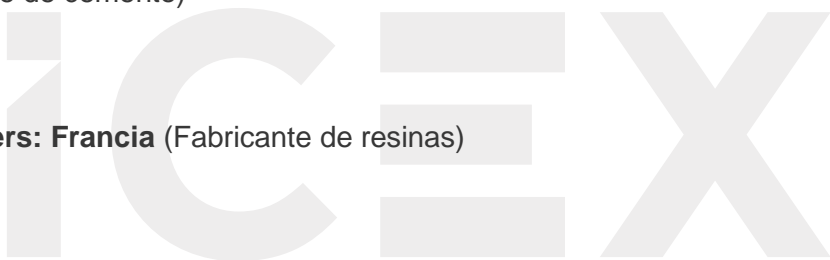 de cemento)
ers: Francia (Fabricante de resinas)
ICEX